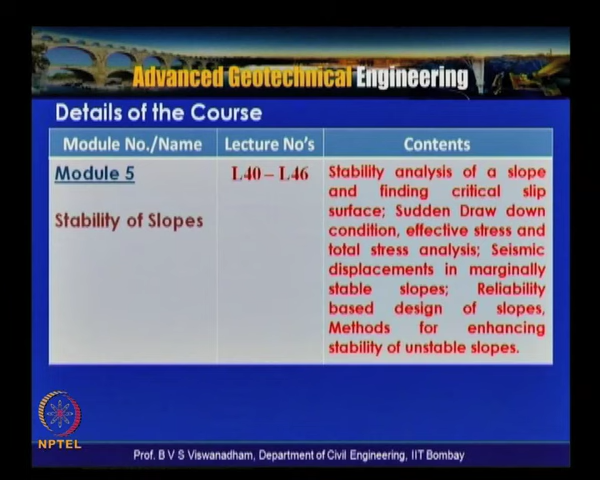 Advanced Geotechnical Engineering
Details of the Course
Module No./Name Lecture No's Contents
Module 5 L40 – L46 Stability analysis of a slope
and finding critical slip
Stability of Slopes surface; Sudden Draw down
condition, effective stress and
total stress analysis; Seismic
displacements in marginally
stable slopes; Reliability
based design of slopes,
Methods for enhancing
stability of unstable slopes.
NPTEL
Prof. B V S Viswanadham, Department of Civil Engineering, IIT Bombay